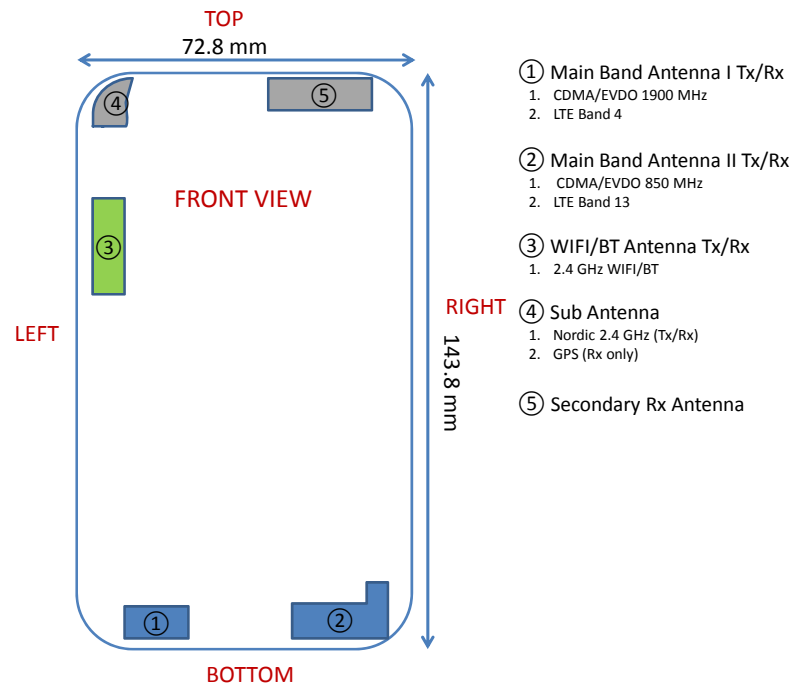 TOP
72.8 mm
④
⑤
FRONT VIEW
③
LEFT
RIGHT
143.8 mm
①
②
BOTTOM
① Main Band Antenna I Tx/Rx
1. CDMA/EVDO 1900 MHz
2. LTE Band 4
② Main Band Antenna II Tx/Rx
1. CDMA/EVDO 850 MHz
2. LTE Band 13
③ WIFI/BT Antenna Tx/Rx
1. 2.4 GHz WIFI/BT
④ Sub Antenna
1. Nordic 2.4 GHz (Tx/Rx)
2. GPS (Rx only)
⑤ Secondary Rx Antenna